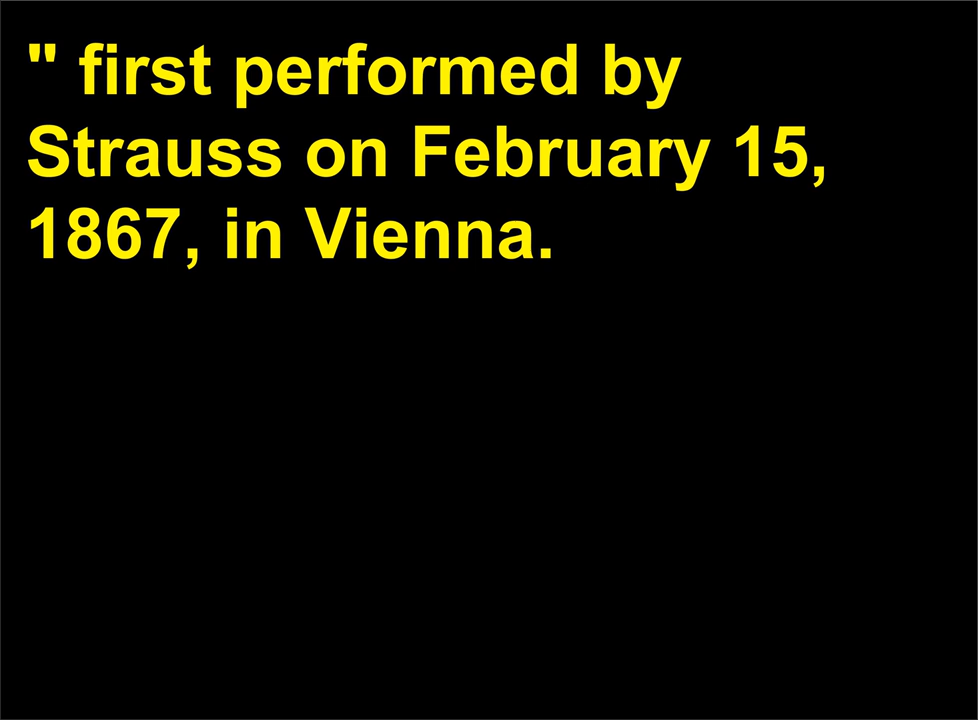 " first performed by
Strauss on February 15,
1867, in Vienna.